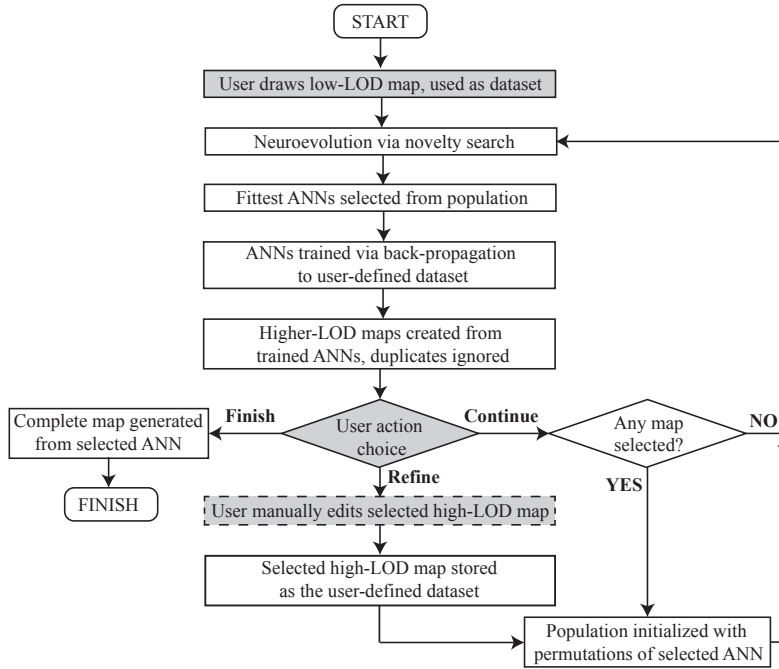 START
User draws low-LOD map, used as dataset
Neuroevolution via novelty search
Fittest ANNs selected from population
ANNs trained via back-propagation
to user-defined dataset
Higher-LOD maps created from
trained ANNs, duplicates ignored
Complete map generated
from selected ANN
Finish
User action
choice
Continue
Any map
selected?
NO
FINISH
Refine
YES
User manually edits selected high-LOD map
Selected high-LOD map stored
as the user-defined dataset
Population initialized with
permutations of selected ANN